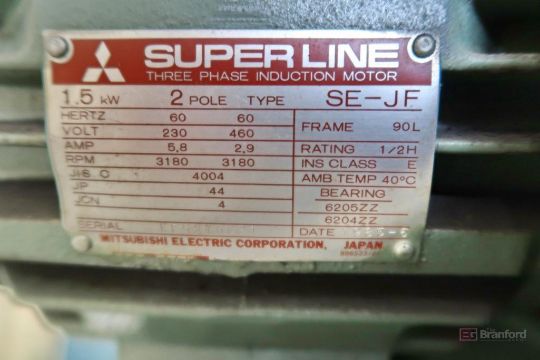 SUPER LINE
THREE PHASE INDUCTION MOTOR
1.5 kW 2 POLE TYPE SE-JF
HERTZ 60 60
VOLT 230 460
AMP 5,8 2,9
RPM 3180 3180
JIS C 4004
JP 44
JCN 4
SERIAL
FRAME 90L
RATING 1/2H
INS CLASS E
AMB TEMP 40°C
BEARING
6205ZZ
6204ZZ
DATE
MITSUBISHI ELECTRIC CORPORATION, JAPAN
EG Branford